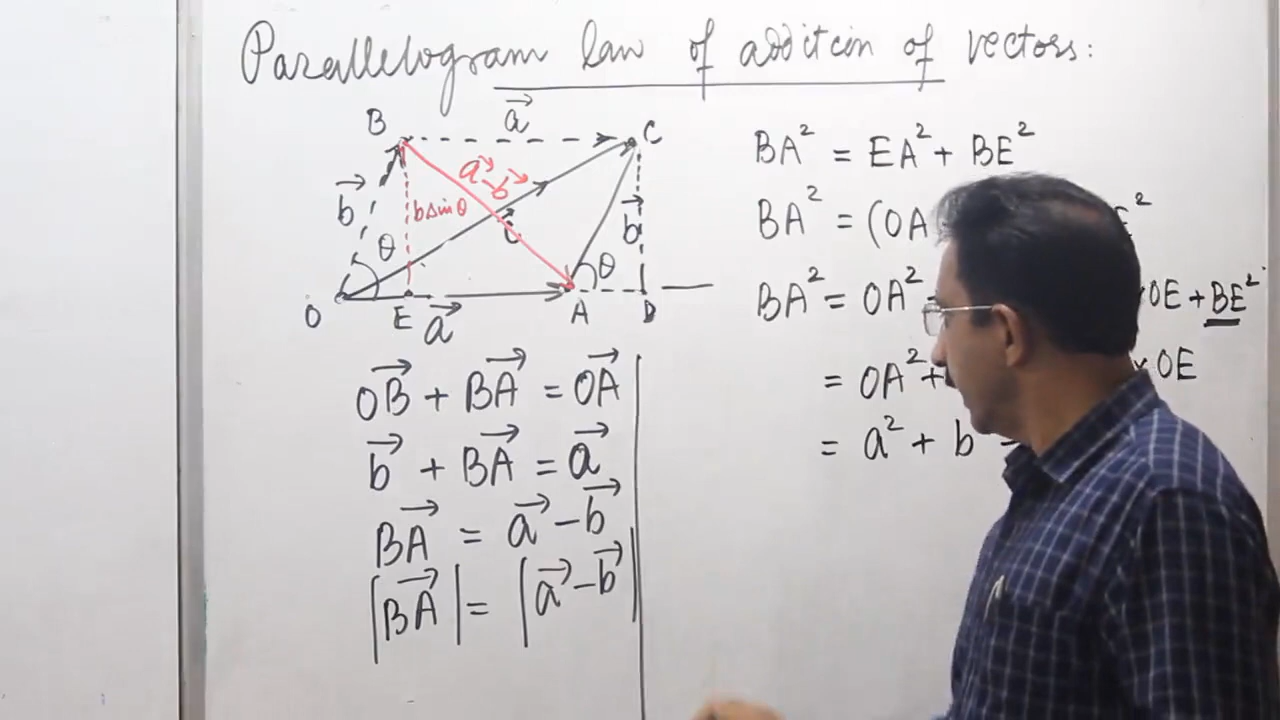 Parallelogram law of addition of vectors:
B a⃗ C
b⃗ θ b sin θ a⃗-b⃗ b⃗ θ
O E a⃗ A D
OB⃗ + BA⃗ = OA⃗
b⃗ + BA⃗ = a⃗
BA⃗ = a⃗ - b⃗
|BA⃗| = |a⃗ - b⃗|
BA² = EA² + BE²
BA² = (OA ²
BA² = OA² OE + BE²
= OA² + × OE
= a² + b -